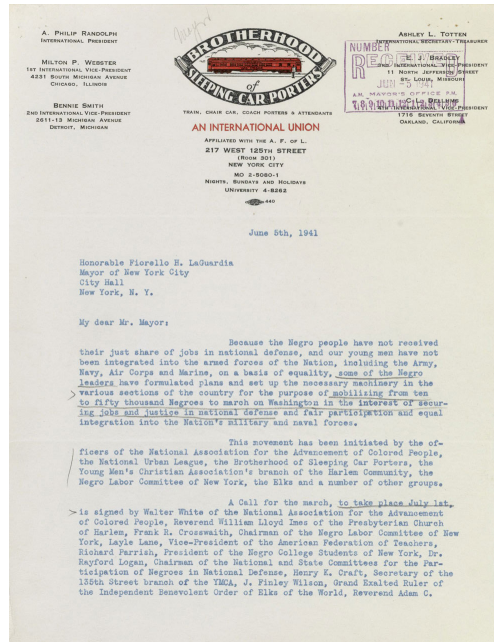 A. Philip Randolph
International President
Milton P. Webster
1st International Vice-President
4231 South Michigan Avenue
Chicago, Illinois
Bennie Smith
2nd International Vice-President
2611-13 Michigan Avenue
Detroit, Michigan
BROTHERHOOD
of
SLEEPING CAR PORTERS
TRAIN, CHAIR CAR, COACH PORTERS & ATTENDANTS
AN INTERNATIONAL UNION
Affiliated with the A. F. of L.
217 WEST 125TH STREET
(Room 301)
NEW YORK CITY
MO 2-5080-1
Nights, Sundays and Holidays
UNiversity 4-8262
440
Ashley L. Totten
International Secretary-Treasurer
E. J. Bradley
International Vice-President
11 North Jefferson Street
St. Louis, Missouri
International Vice-President
1716 Seventh Street
Oakland, California
NUMBER
RECEIVED
JUN - 5 1941
A.M. MAYOR'S OFFICE P.M.
June 5th, 1941
Honorable Fiorello H. LaGuardia
Mayor of New York City
City Hall
New York, N. Y.
My dear Mr. Mayor:
Because the Negro people have not received
their just share of jobs in national defense, and our young men have not
been integrated into the armed forces of the Nation, including the Army,
Navy, Air Corps and Marine, on a basis of equality, some of the Negro
leaders have formulated plans and set up the necessary machinery in the
various sections of the country for the purpose of mobilizing from ten
to fifty thousand Negroes to march on Washington in the interest of secur-
ing jobs and justice in national defense and fair participation and equal
integration into the Nation's military and naval forces.
This movement has been initiated by the of-
ficers of the National Association for the Advancement of Colored People,
the National Urban League, the Brotherhood of Sleeping Car Porters, the
Young Men's Christian Association's branch of the Harlem Community, the
Negro Labor Committee of New York, the Elks and a number of other groups.
A Call for the march, to take place July 1st,
is signed by Walter White of the National Association for the Advancement
of Colored People, Reverend William Lloyd Imes of the Presbyterian Church
of Harlem, Frank R. Crosswaith, Chairman of the Negro Labor Committee of New
York, Layle Lane, Vice-President of the American Federation of Teachers,
Richard Parrish, President of the Negro College Students of New York, Dr.
Rayford Logan, Chairman of the National and State Committees for the Par-
ticipation of Negroes in National Defense, Henry K. Craft, Secretary of the
135th Street branch of the YMCA, J. Finley Wilson, Grand Exalted Ruler of
the Independent Benevolent Order of Elks of the World, Reverend Adam C.